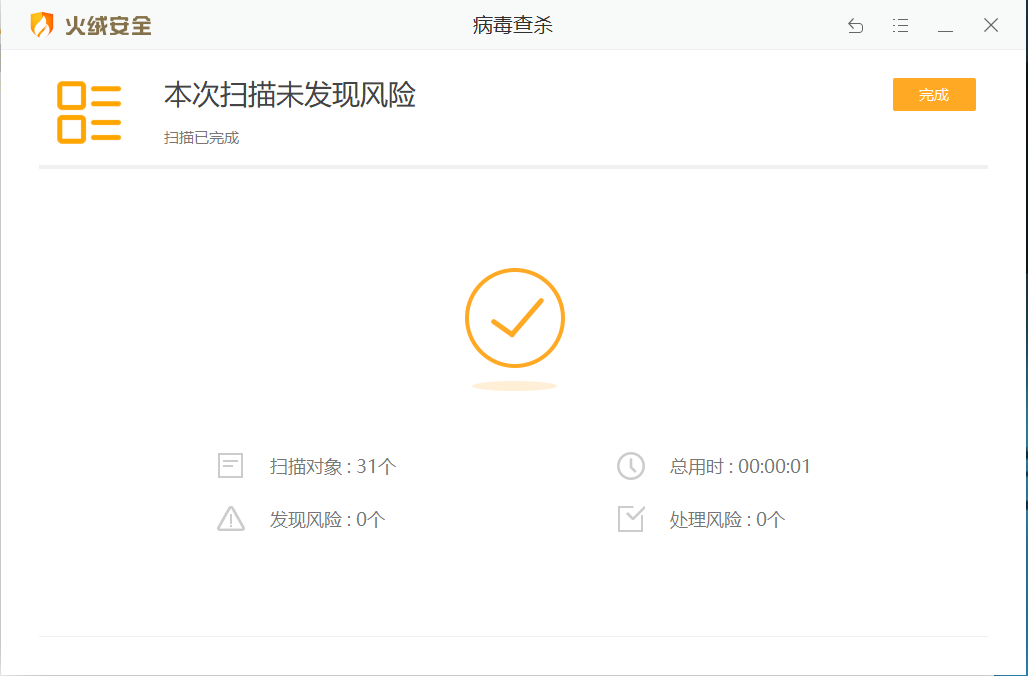 火绒安全
病毒查杀
本次扫描未发现风险
完成
扫描已完成
扫描对象 : 31个
总用时 : 00:00:01
发现风险 : 0个
处理风险 : 0个